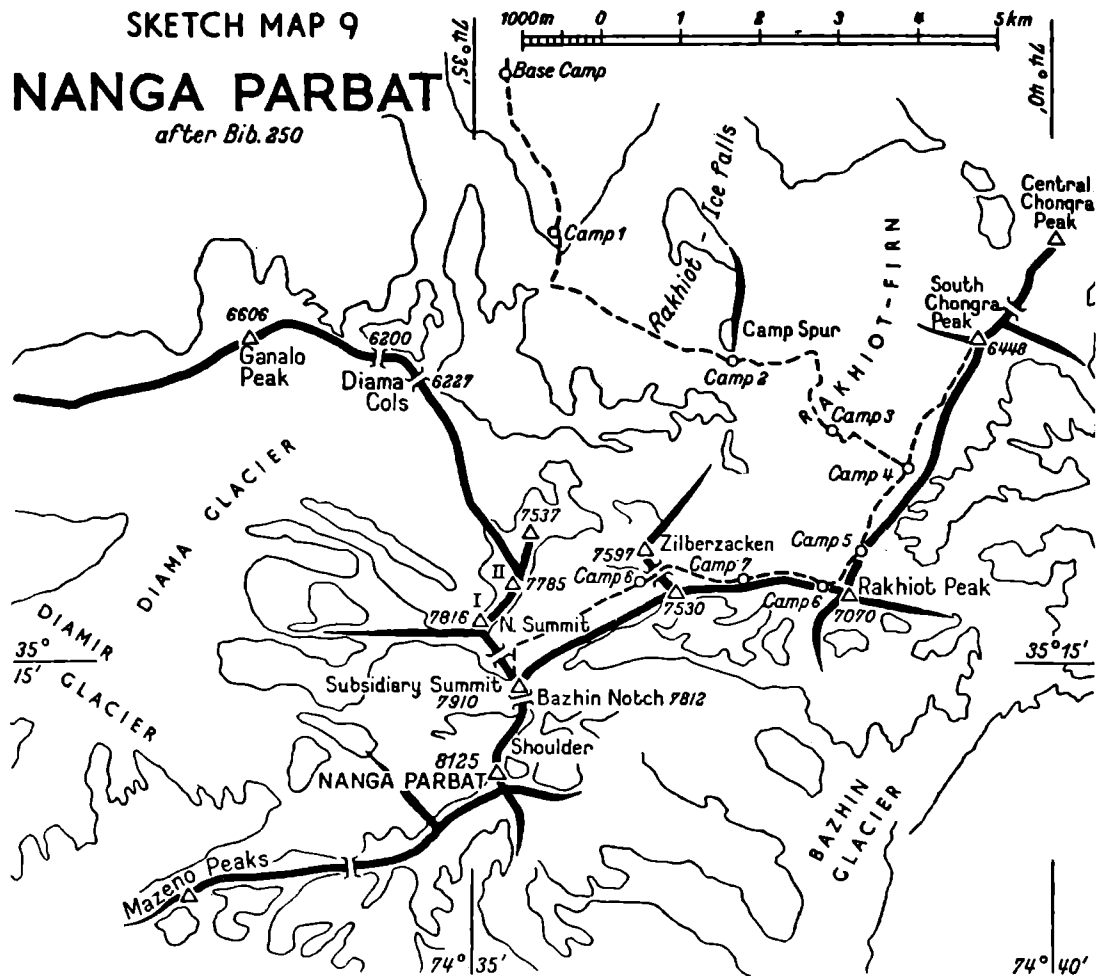 SKETCH MAP 9
NANGA PARBAT
after Bib. 250
1000m 0 1 2 3 4 5 km
74° 35'
74° 40'
Base Camp
Camp 1
Rakhiot - Ice Falls
RAKHIOT-FIRN
Central
Chongra
Peak
South
Chongra
Peak
6448
Camp Spur
Camp 2
Camp 3
Camp 4
Camp 5
6606
Ganalo
Peak
6200
Diama
Cols
6227
DIAMA GLACIER
DIAMIR
GLACIER
7537
II
7785
I
7816
N. Summit
7597
Zilberzacken
Camp 8
Camp 7
7530
Camp 6
Rakhiot Peak
7070
35°
15'
35° 15'
Subsidiary Summit
7910
Bazhin Notch 7812
Shoulder
8125
NANGA PARBAT
BAZHIN
GLACIER
Mazeno Peaks
74° 35'
74° 40'